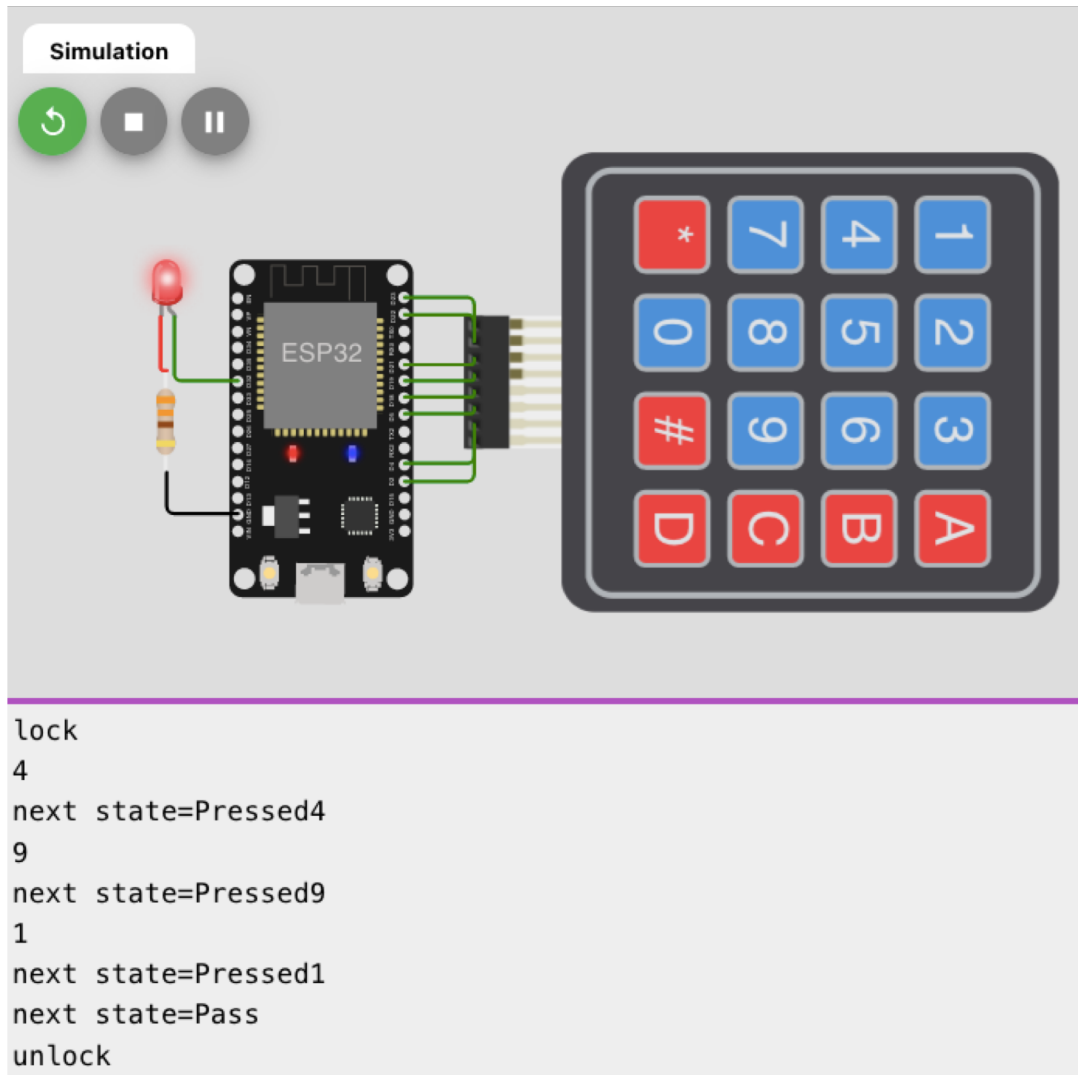 Simulation
ESP32
* 7 4 1
0 8 5 2
# 9 6 3
D C B A
lock
4
next state=Pressed4
9
next state=Pressed9
1
next state=Pressed1
next state=Pass
unlock